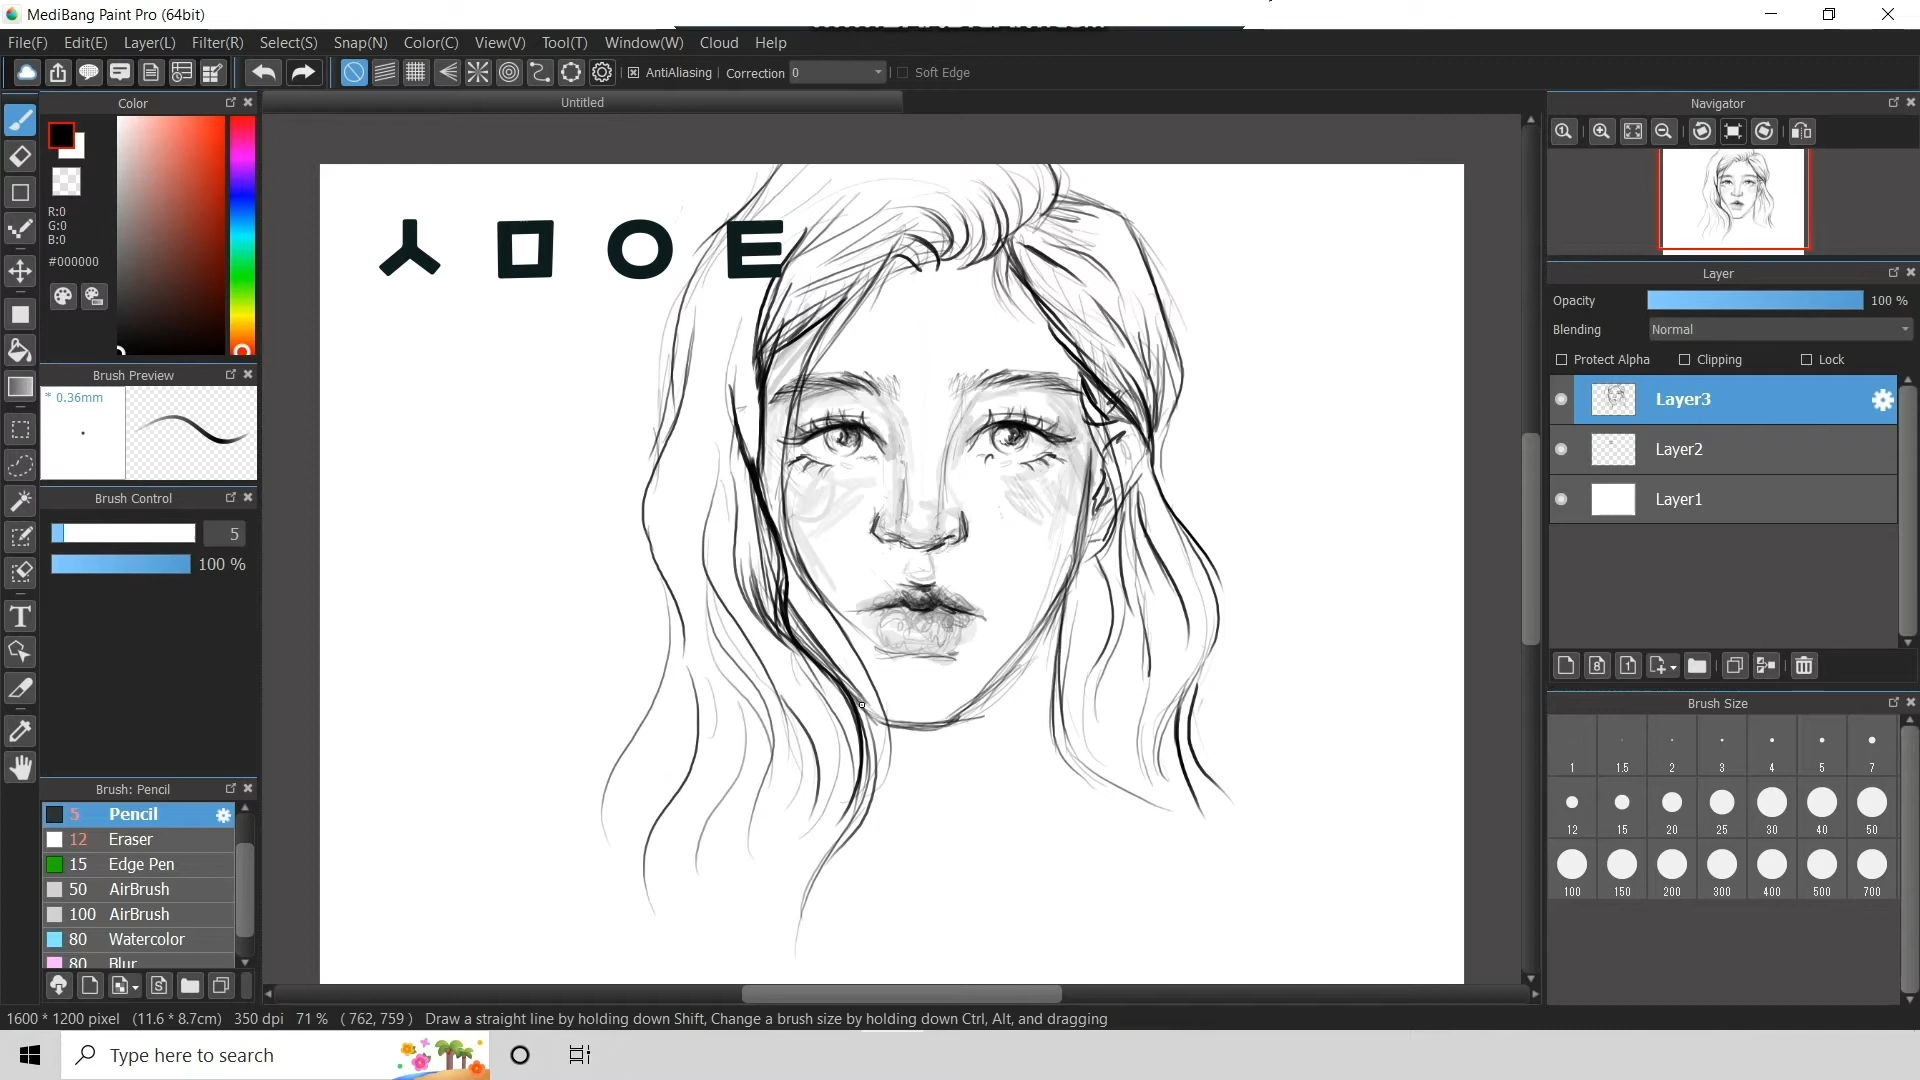 MediBang Paint Pro (64bit)
File(F) Edit(E) Layer(L) Filter(R) Select(S) Snap(N) Color(C) View(V) Tool(T) Window(W) Cloud Help
AntiAliasing Correction 0 Soft Edge
Color
R:0
G:0
B:0
#000000
Brush Preview
* 0.36mm
Brush Control
5
100 %
Brush: Pencil
5 Pencil
12 Eraser
15 Edge Pen
50 AirBrush
100 AirBrush
80 Watercolor
80 Blur
Untitled
ㅅㅁㅇㅌ
Navigator
Layer
Opacity 100 %
Blending Normal
Protect Alpha Clipping Lock
Layer3
Layer2
Layer1
Brush Size
1 1.5 2 3 4 5 7
12 15 20 25 30 40 50
100 150 200 300 400 500 700
1600 * 1200 pixel (11.6 * 8.7cm) 350 dpi 71 % ( 762, 759 ) Draw a straight line by holding down Shift, Change a brush size by holding down Ctrl, Alt, and dragging
Type here to search